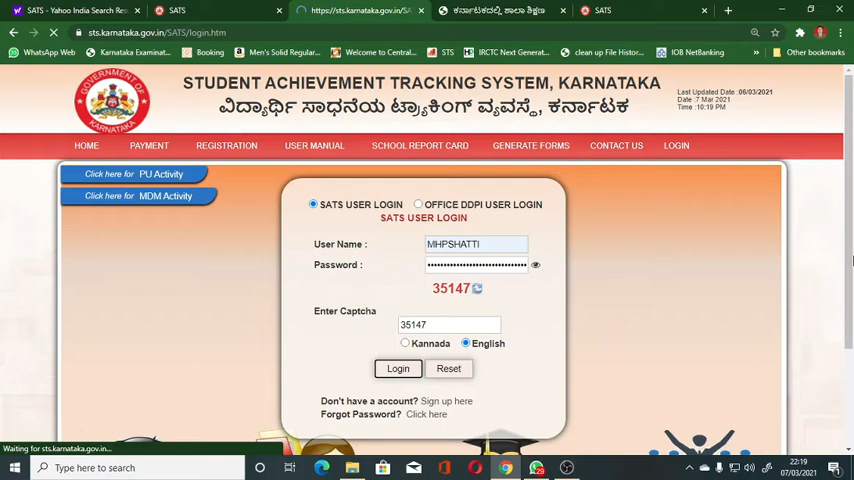 SATS - Yahoo India Search Resu
SATS
https://sts.karnataka.gov.in/SA
ಕರ್ನಾಟಕದಲ್ಲಿ ಶಾಲಾ ಶಿಕ್ಷಣ
SATS
sts.karnataka.gov.in/SATS/login.htm
WhatsApp Web
Karnataka Examinat...
Booking
Men's Solid Regular...
Welcome to Central...
STS
IRCTC Next Generat...
clean up File Histor...
IOB NetBanking
Other bookmarks
GOVERNMENT OF
KARNATAKA
STUDENT ACHIEVEMENT TRACKING SYSTEM, KARNATAKA
ವಿದ್ಯಾರ್ಥಿ ಸಾಧನೆಯ ಟ್ರ್ಯಾಕಿಂಗ್ ವ್ಯವಸ್ಥೆ, ಕರ್ನಾಟಕ
Last Updated Date :06/03/2021
Date :7 Mar 2021
Time :10:19 PM
HOME PAYMENT REGISTRATION USER MANUAL SCHOOL REPORT CARD GENERATE FORMS CONTACT US LOGIN
Click here for PU Activity
Click here for MDM Activity
SATS USER LOGIN OFFICE DDPI USER LOGIN
SATS USER LOGIN
User Name : MHPSHATTI
Password :
35147
Enter Captcha
35147
Kannada English
Login Reset
Don't have a account? Sign up here
Forgot Password? Click here
Waiting for sts.karnataka.gov.in...
Type here to search
29
22:19
07/03/2021
1